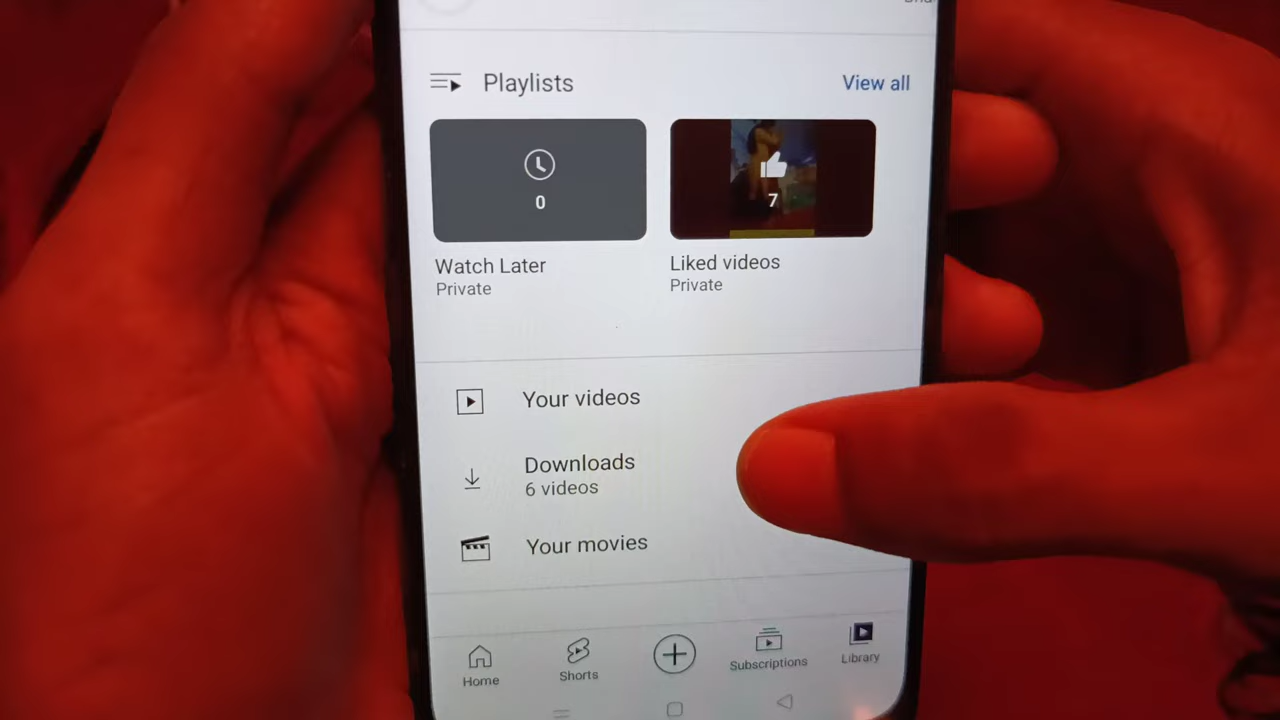 Playlists
View all
0
7
Watch Later
Private
Liked videos
Private
Your videos
Downloads
6 videos
Your movies
Home
Shorts
Subscriptions
Library